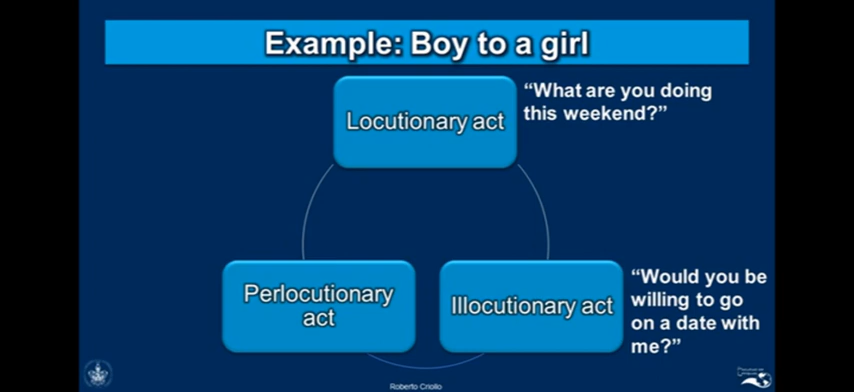 Example: Boy to a girl
Locutionary act
“What are you doing
this weekend?”
Perlocutionary
act
Illocutionary act
“Would you be
willing to go
on a date with
me?”
Roberto Criollo